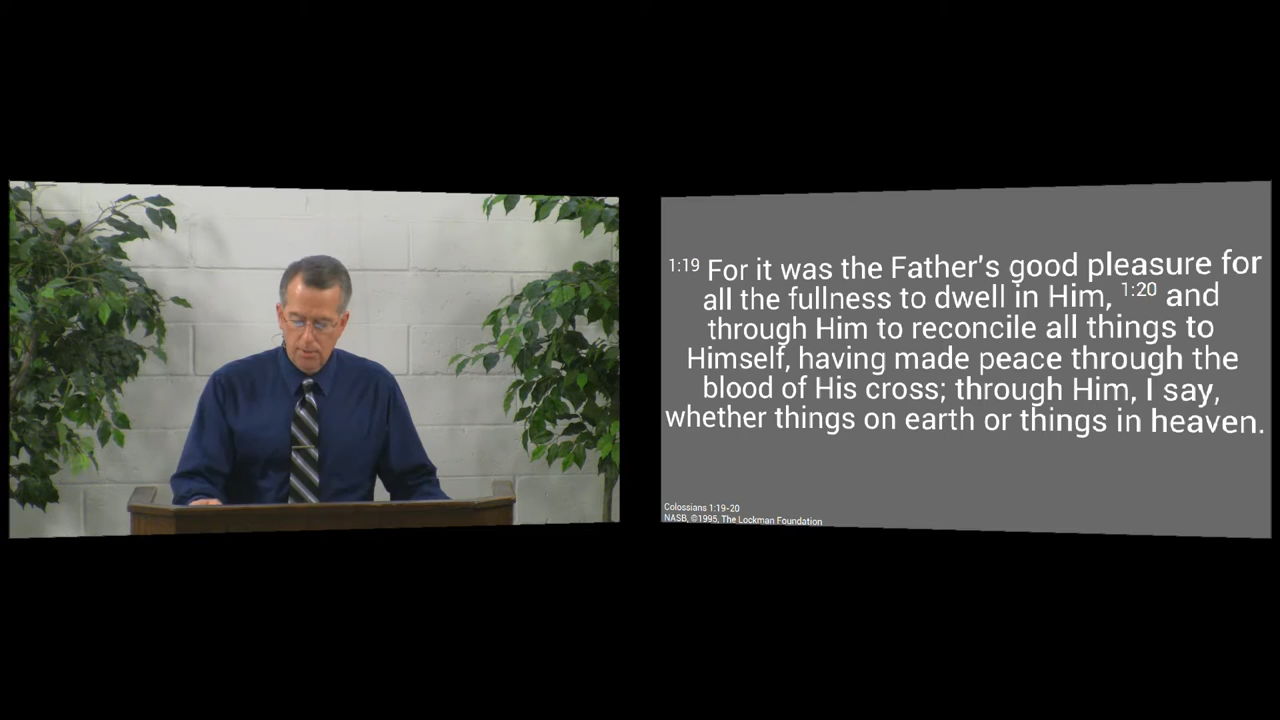 1:19 For it was the Father's good pleasure for
all the fullness to dwell in Him, 1:20 and
through Him to reconcile all things to
Himself, having made peace through the
blood of His cross; through Him, I say,
whether things on earth or things in heaven.
Colossians 1:19-20
NASB, ©1995, The Lockman Foundation